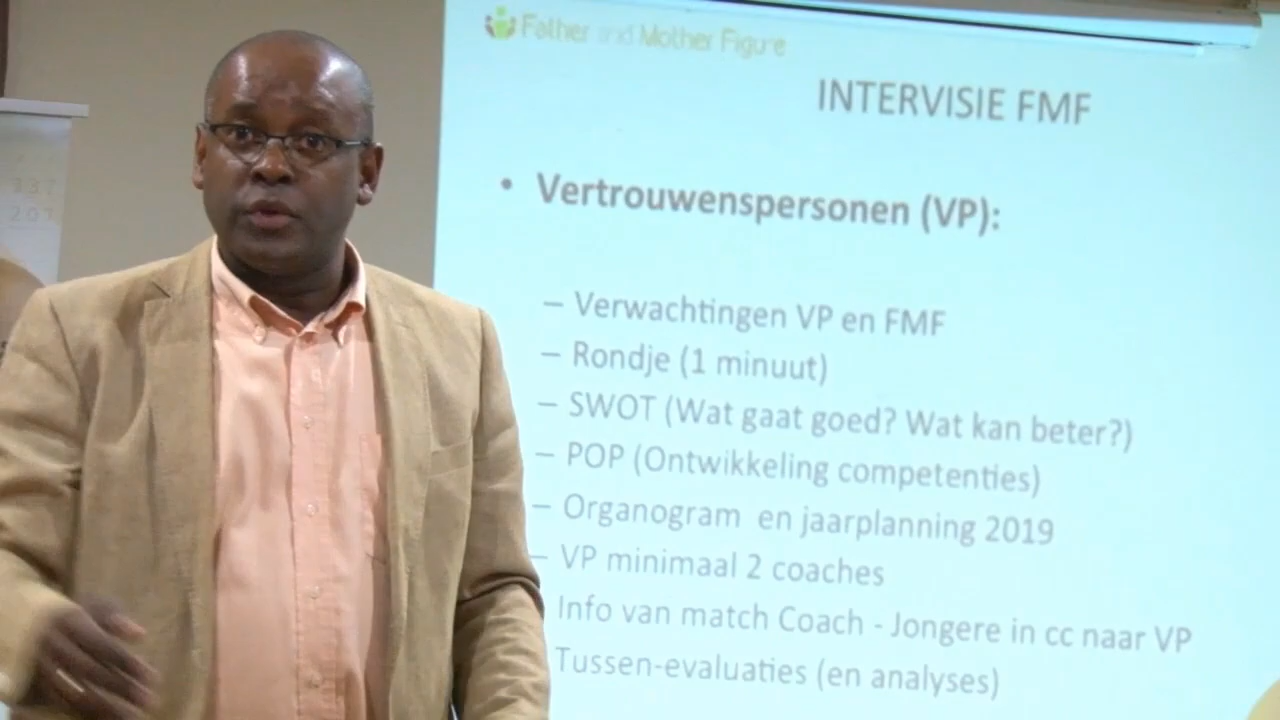 Father and Mother Figure
INTERVISIE FMF
• Vertrouwenspersonen (VP):
– Verwachtingen VP en FMF
– Rondje (1 minuut)
– SWOT (Wat gaat goed? Wat kan beter?)
– POP (Ontwikkeling competenties)
– Organogram en jaarplanning 2019
– VP minimaal 2 coaches
Info van match Coach - Jongere in cc naar VP
Tussen-evaluaties (en analyses)
137
207